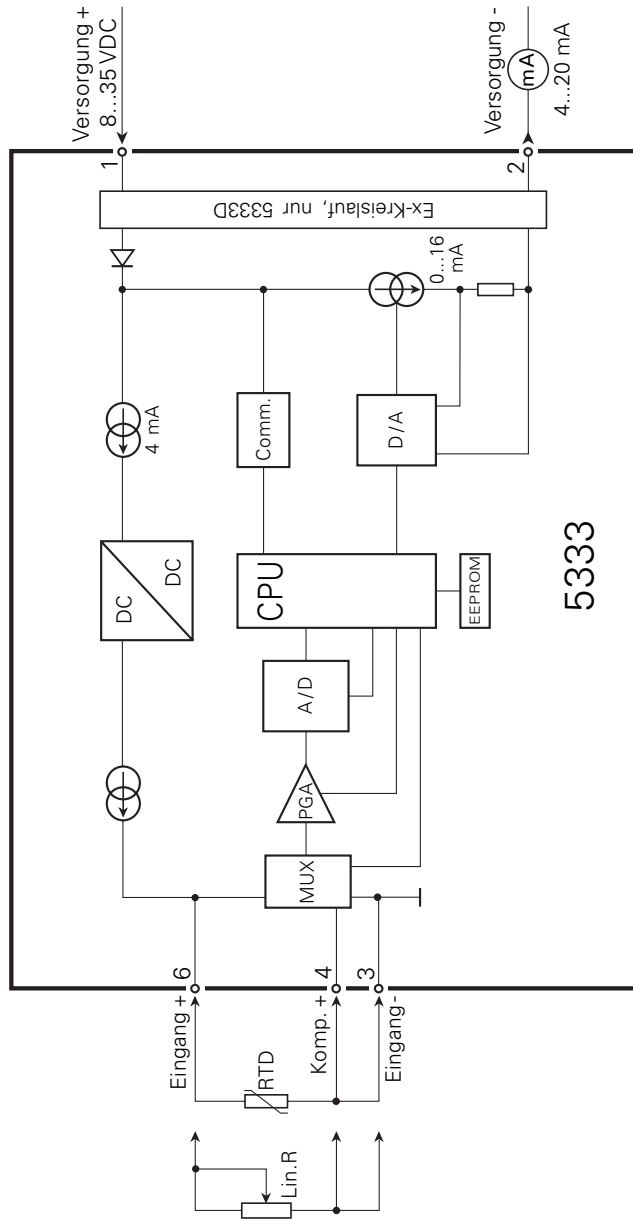 Versorgung +
8...35 VDC
Versorgung -
mA
4...20 mA
1
2
Ex-Kreislauf, nur 5333D
0...16
mA
4 mA
Comm.
D/A
DC
DC
CPU
EEPROM
5333
A/D
PGA
MUX
6
4
3
Eingang +
Komp. +
Eingang-
RTD
Lin.R